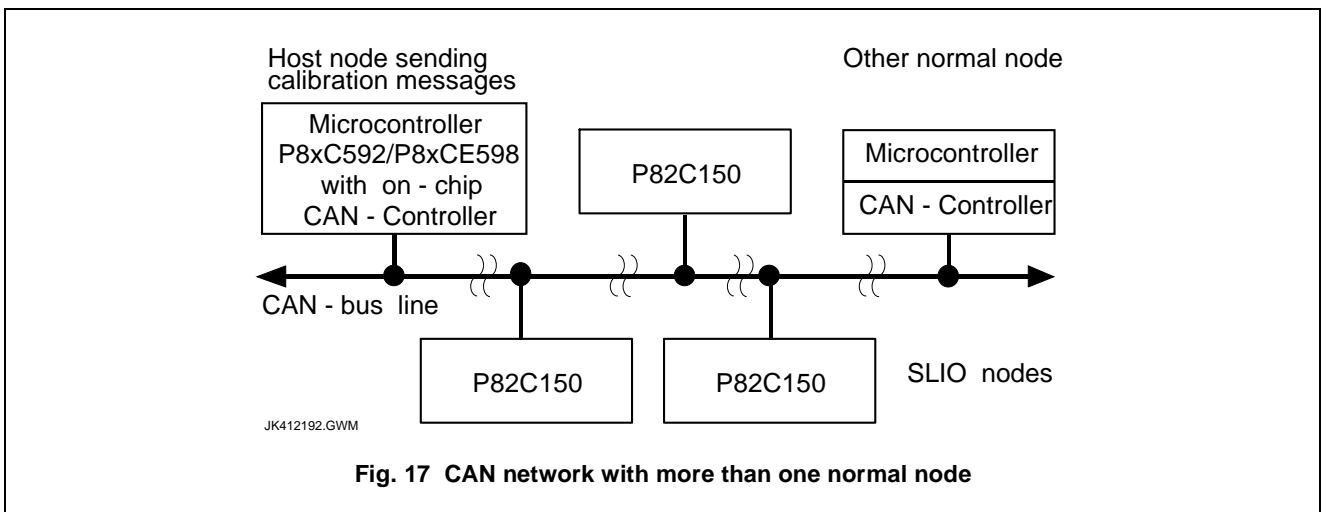 Host node sending
calibration messages
Other normal node
Microcontroller
P8xC592/P8xCE598
with on - chip
CAN - Controller
P82C150
Microcontroller
CAN - Controller
CAN - bus line
P82C150
P82C150
SLIO nodes
JK412192.GWM
Fig. 17 CAN network with more than one normal node